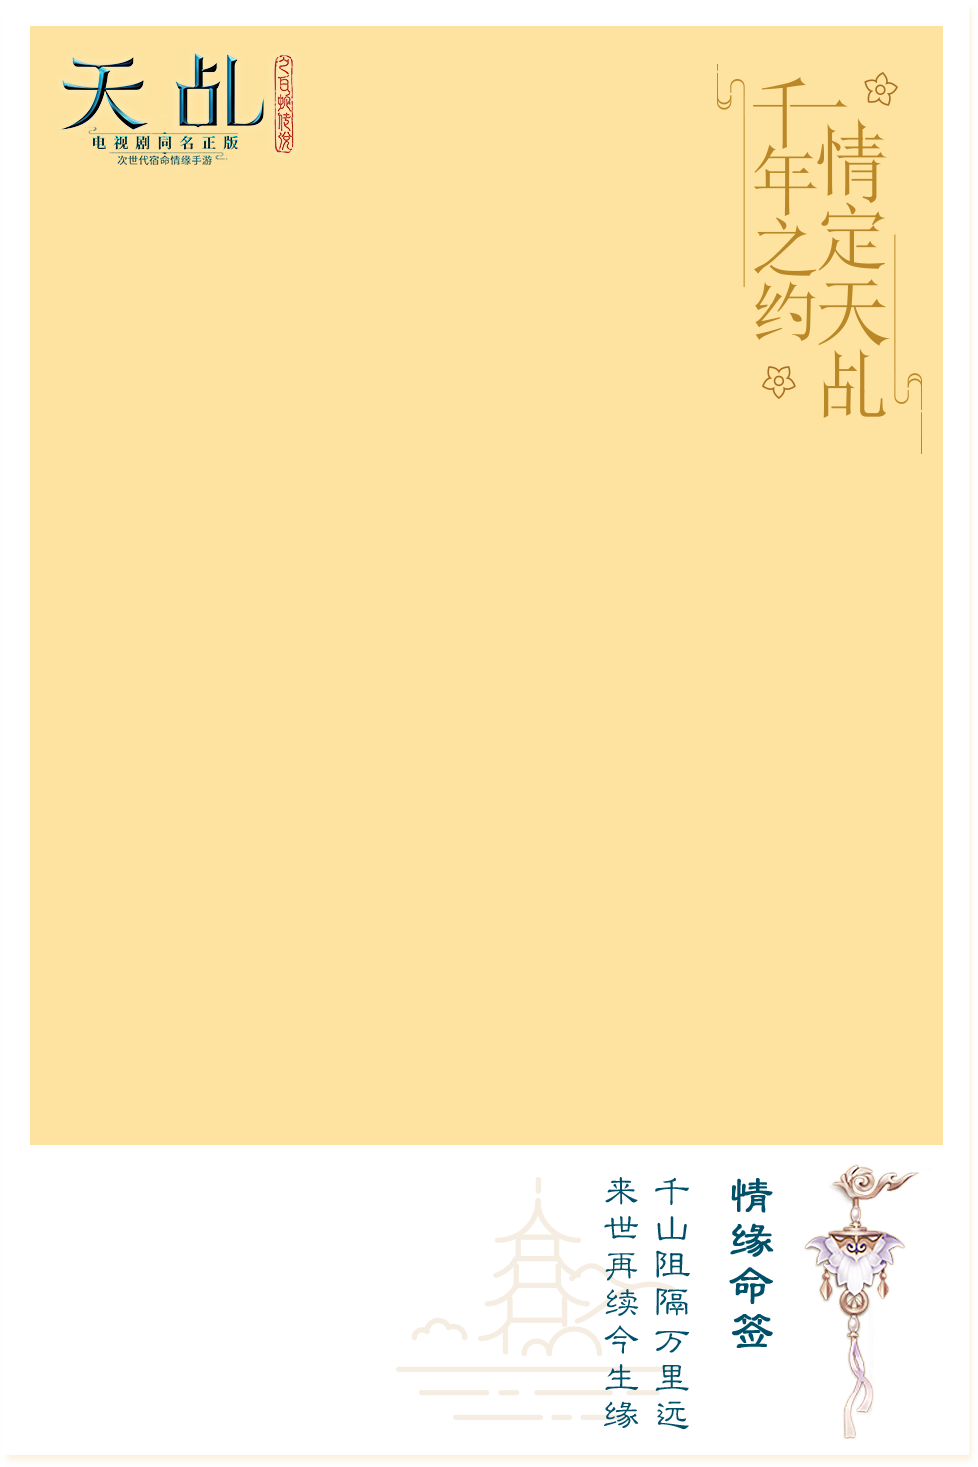 天乩
之白蛇传说
电视剧同名正版
次世代宿命情缘手游
一情定天乩
千年之约
情缘命签
千山阻隔万里远
来世再续今生缘